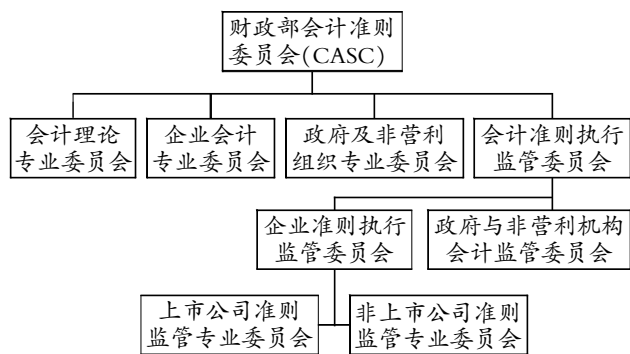 财政部会计准则
委员会(CASC)
会计理论
专业委员会
企业会计
专业委员会
政府及非营利
组织专业委员会
会计准则执行
监管委员会
企业准则执行
监管委员会
政府与非营利机构
会计监管委员会
上市公司准则
监管专业委员会
非上市公司准则
监管专业委员会